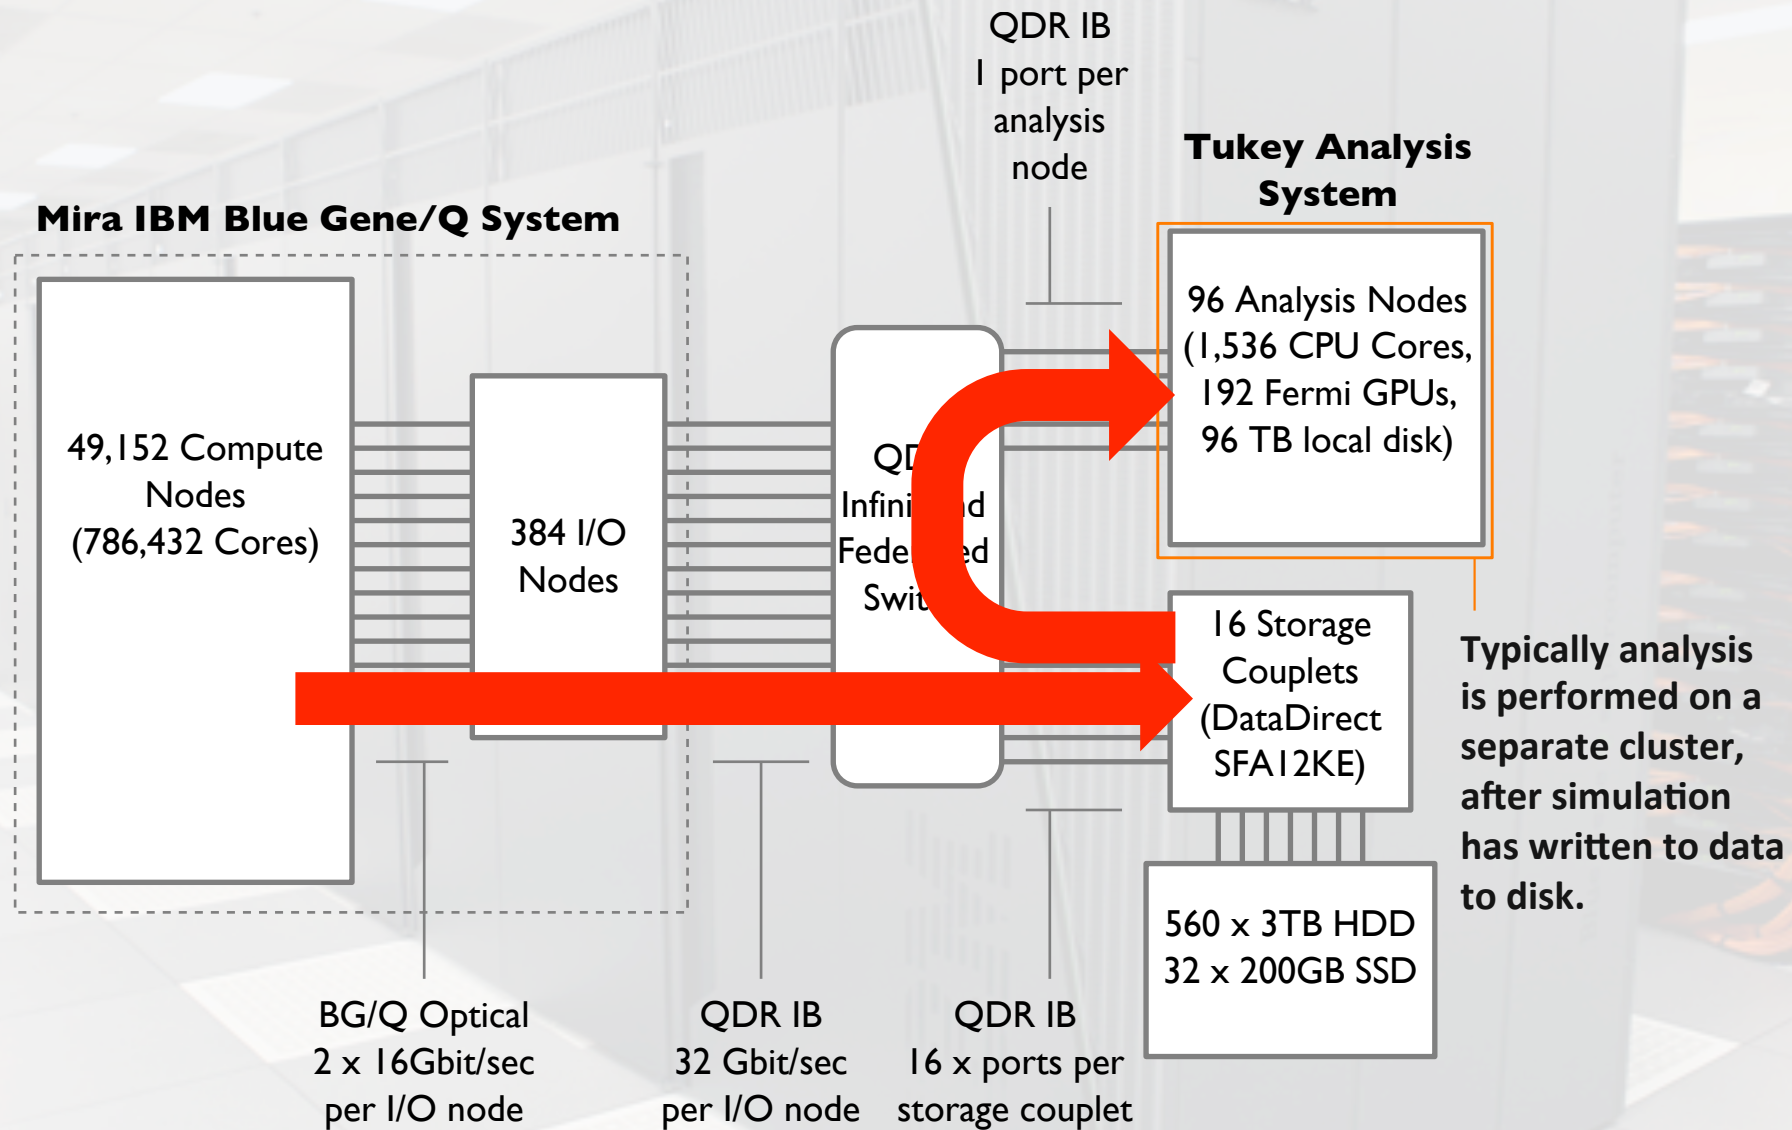 QDR IB
1 port per
analysis
node
Tukey Analysis
System
Mira IBM Blue Gene/Q System
96 Analysis Nodes
(1,536 CPU Cores,
192 Fermi GPUs,
96 TB local disk)
49,152 Compute
Nodes
(786,432 Cores)
384 I/O
Nodes
16 Storage
Couplets
(DataDirect
SFA12KE)
Typically analysis
is performed on a
separate cluster,
after simulation
has written to data
to disk.
560 x 3TB HDD
32 x 200GB SSD
BG/Q Optical
2 x 16Gbit/sec
per I/O node
QDR IB
32 Gbit/sec
per I/O node
QDR IB
16 x ports per
storage couplet